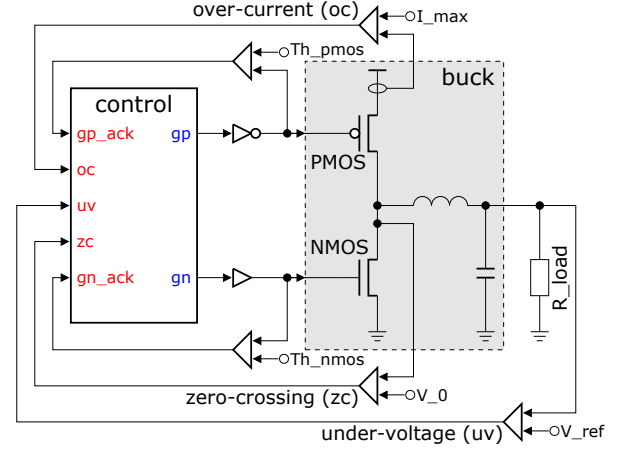 over-current (oc)
I_max
Th_pmos
buck
control
gp_ack
gp
oc
PMOS
uv
zc
NMOS
gn_ack
gn
R_load
Th_nmos
zero-crossing (zc)
V_0
under-voltage (uv)
V_ref